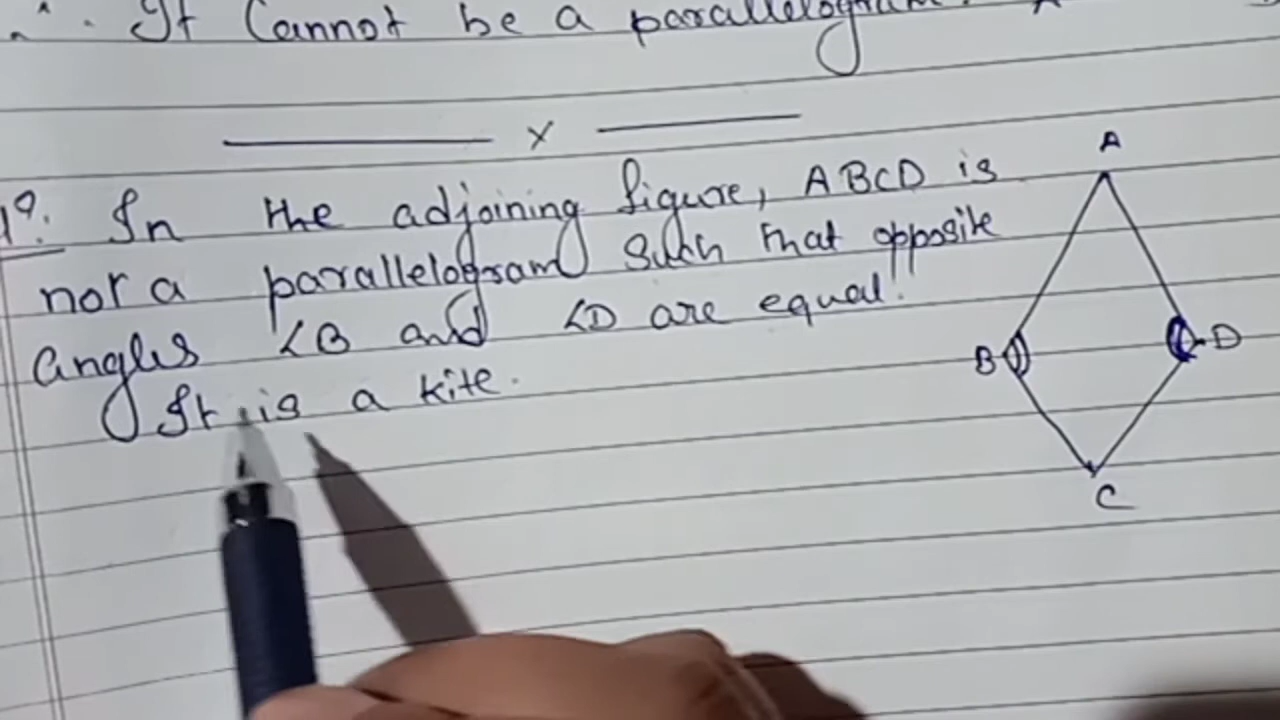 ∴ It Cannot be a parallelogram.
x
In the adjoining figure, ABCD is
not a parallelogram such that opposite
angles ∠B and ∠D are equal.
It is a kite.
A
B
D
C